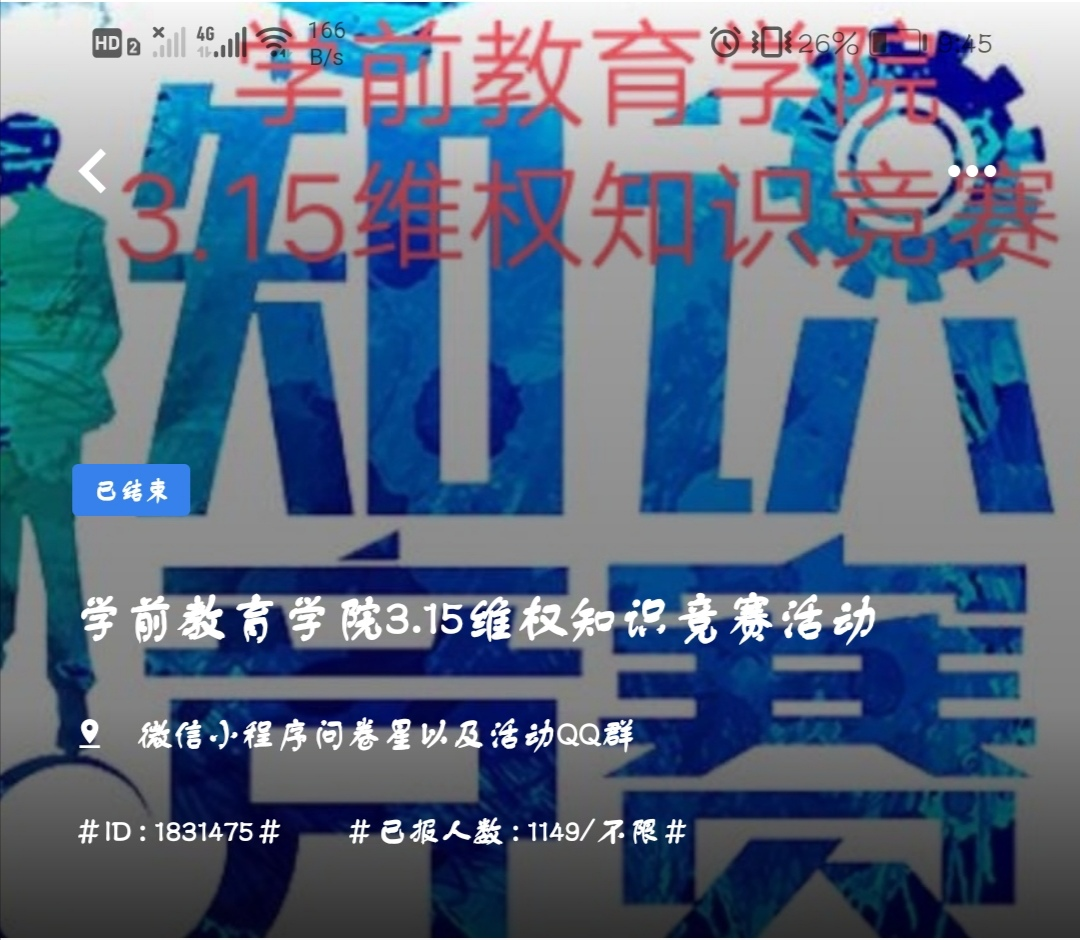 HD 2 4G 166 B/s 26% :45
学前教育学院
3.15维权知识竞赛
知识
竞赛
已结束
学前教育学院3.15维权知识竞赛活动
微信小程序问卷星以及活动QQ群
#ID:1831475# #已报人数:1149/不限#